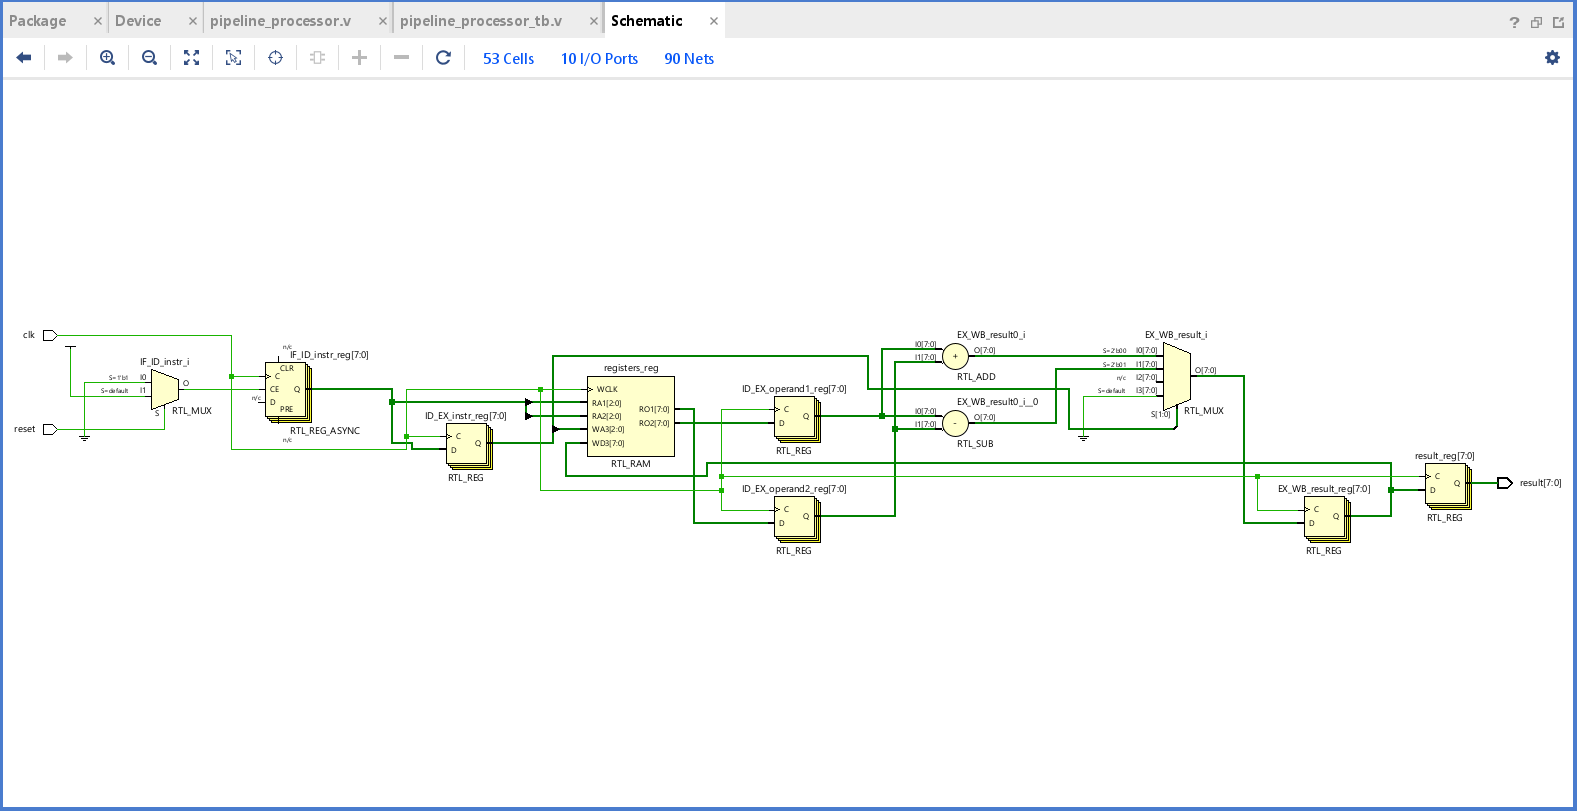 Package × Device × pipeline_processor.v × pipeline_processor_tb.v × Schematic ×
?
53 Cells 10 I/O Ports 90 Nets
clk
reset
IF_ID_instr_i
S=1'b1 I0
S=default I1
O
S
RTL_MUX
n/c
IF_ID_instr_reg[7:0]
CLR
C
CE Q
n/c D
PRE
RTL_REG_ASYNC
n/c
ID_EX_instr_reg[7:0]
C
Q
D
RTL_REG
registers_reg
WCLK
RA1[2:0]
RA2[2:0]
WA3[2:0]
WD3[7:0]
RO1[7:0]
RO2[7:0]
RTL_RAM
ID_EX_operand1_reg[7:0]
C
Q
D
RTL_REG
ID_EX_operand2_reg[7:0]
C
Q
D
RTL_REG
EX_WB_result0_i
I0[7:0]
I1[7:0]
+
O[7:0]
RTL_ADD
EX_WB_result0_i__0
I0[7:0]
I1[7:0]
-
O[7:0]
RTL_SUB
EX_WB_result_i
S=2'b00 I0[7:0]
S=2'b01 I1[7:0]
n/c I2[7:0]
S=default I3[7:0]
O[7:0]
S[1:0]
RTL_MUX
EX_WB_result_reg[7:0]
C
Q
D
RTL_REG
result_reg[7:0]
C
Q
D
RTL_REG
result[7:0]